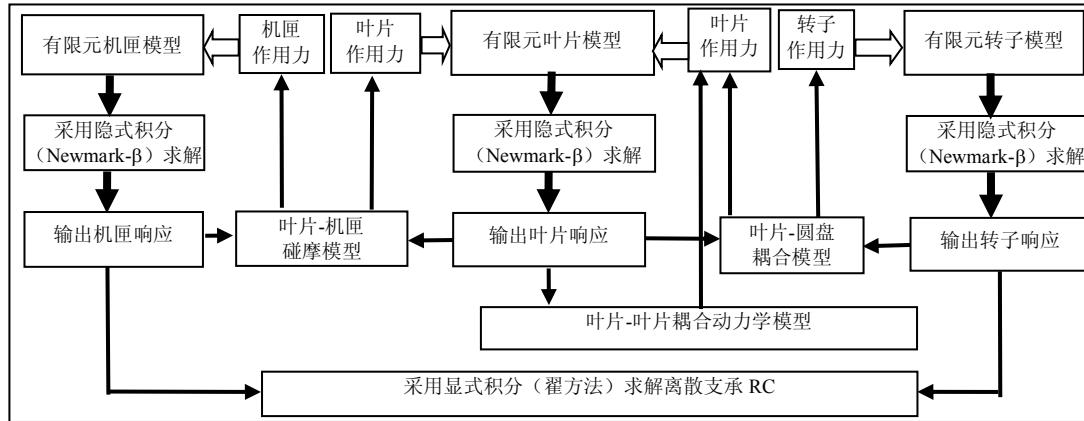 有限元机匣模型
机匣
作用力
叶片
作用力
有限元叶片模型
叶片
作用力
转子
作用力
有限元转子模型
采用隐式积分
（Newmark-β）求解
采用隐式积分
（Newmark-β）求解
采用隐式积分
（Newmark-β）求解
输出机匣响应
叶片-机匣
碰摩模型
输出叶片响应
叶片-圆盘
耦合模型
输出转子响应
叶片-叶片耦合动力学模型
采用显式积分（翟方法）求解离散支承 RC